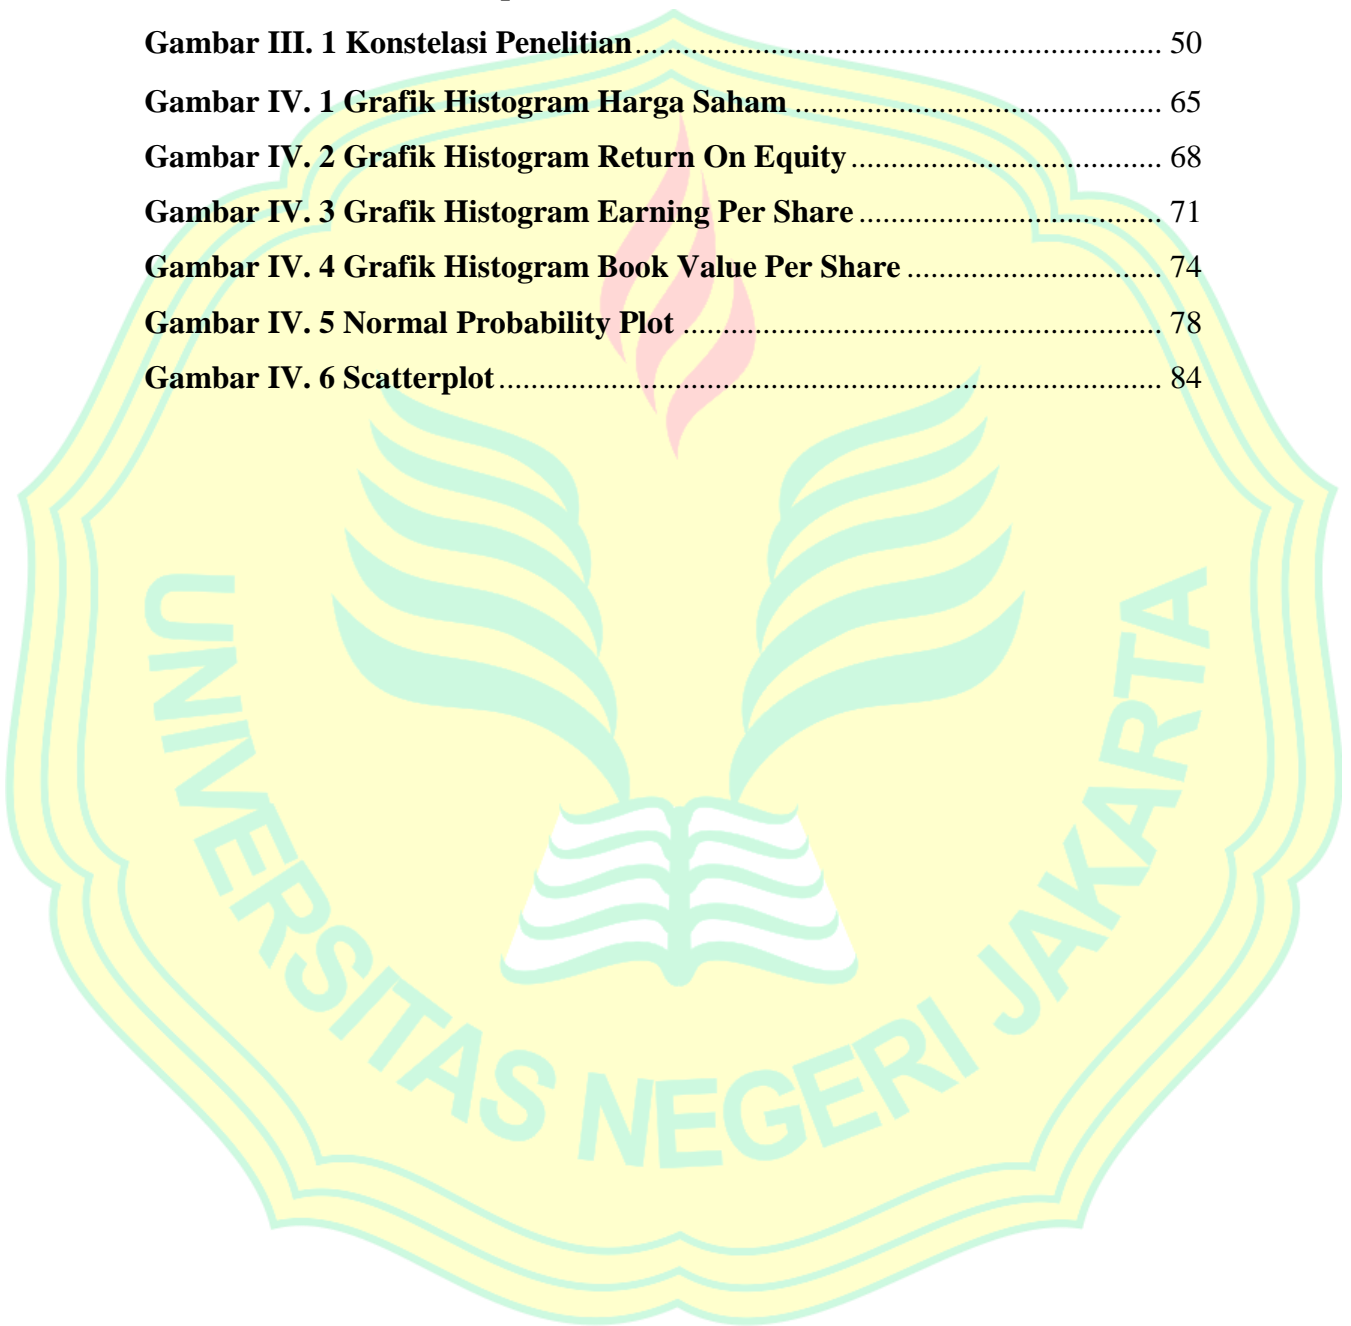 Gambar III. 1 Konstelasi Penelitian.................................................................. 50
Gambar IV. 1 Grafik Histogram Harga Saham .............................................. 65
Gambar IV. 2 Grafik Histogram Return On Equity....................................... 68
Gambar IV. 3 Grafik Histogram Earning Per Share...................................... 71
Gambar IV. 4 Grafik Histogram Book Value Per Share................................ 74
Gambar IV. 5 Normal Probability Plot ............................................................ 78
Gambar IV. 6 Scatterplot................................................................................... 84
UNIVERSITAS NEGERI JAKARTA